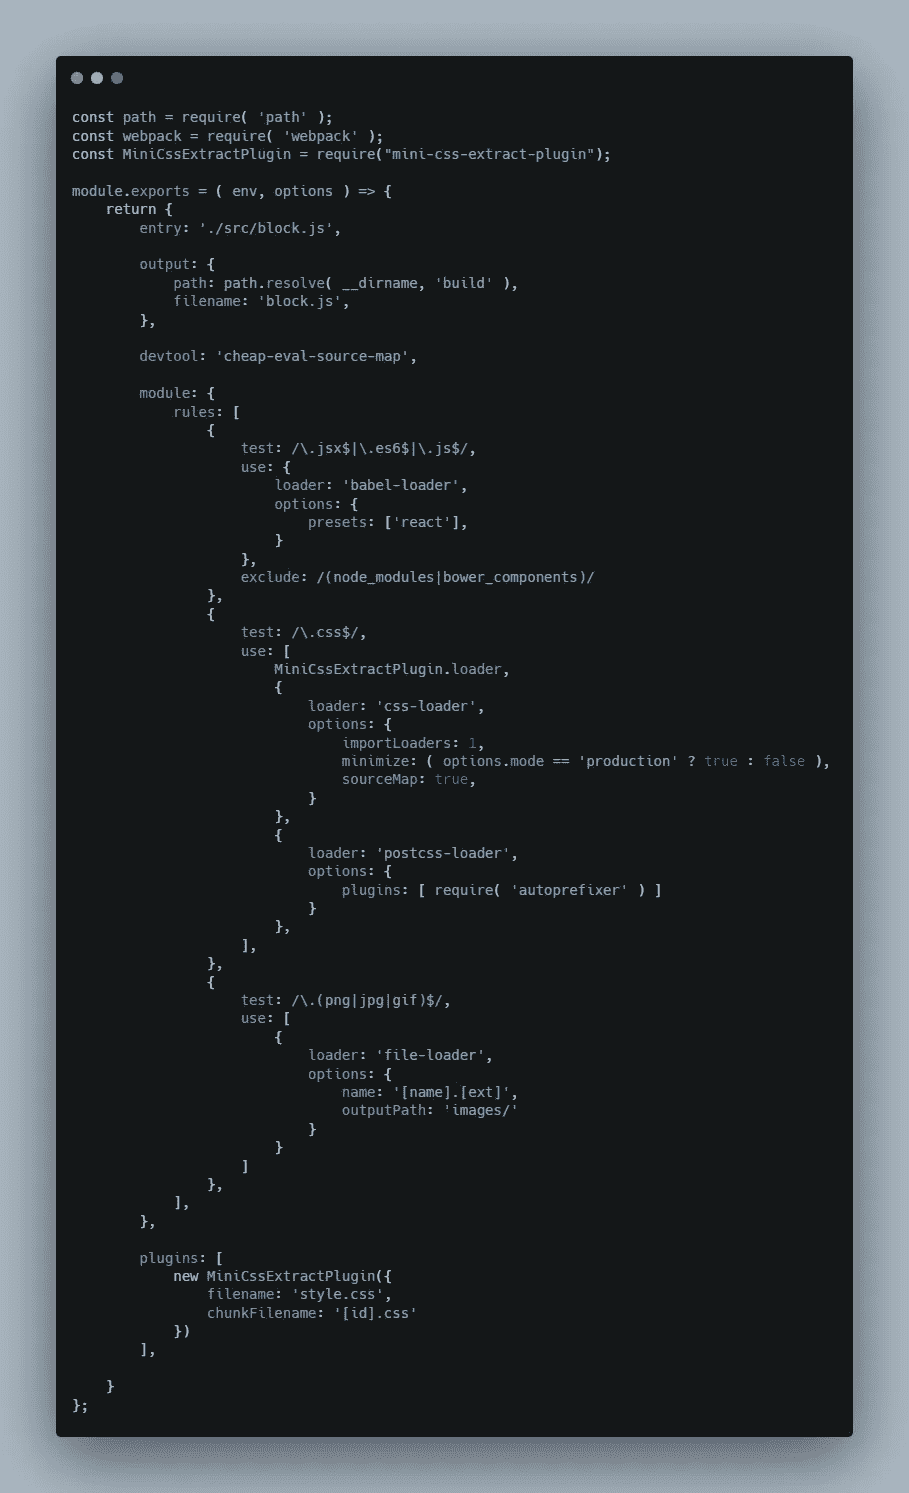 const path = require( 'path' );
const webpack = require( 'webpack' );
const MiniCssExtractPlugin = require("mini-css-extract-plugin");

module.exports = ( env, options ) => {
    return {
        entry: './src/block.js',

        output: {
            path: path.resolve( __dirname, 'build' ),
            filename: 'block.js',
        },

        devtool: 'cheap-eval-source-map',

        module: {
            rules: [
                {
                    test: /\.jsx$|\.es6$|\.js$/,
                    use: {
                        loader: 'babel-loader',
                        options: {
                            presets: ['react'],
                        }
                    },
                    exclude: /(node_modules|bower_components)/
                },
                {
                    test: /\.css$/,
                    use: [
                        MiniCssExtractPlugin.loader,
                        {
                            loader: 'css-loader',
                            options: {
                                importLoaders: 1,
                                minimize: ( options.mode == 'production' ? true : false ),
                                sourceMap: true,
                            }
                        },
                        {
                            loader: 'postcss-loader',
                            options: {
                                plugins: [ require( 'autoprefixer' ) ]
                            }
                        },
                    ],
                },
                {
                    test: /\.(png|jpg|gif)$/,
                    use: [
                        {
                            loader: 'file-loader',
                            options: {
                                name: '[name].[ext]',
                                outputPath: 'images/'
                            }
                        }
                    ]
                },
            ],
        },

        plugins: [
            new MiniCssExtractPlugin({
                filename: 'style.css',
                chunkFilename: '[id].css'
            })
        ],

    }
};